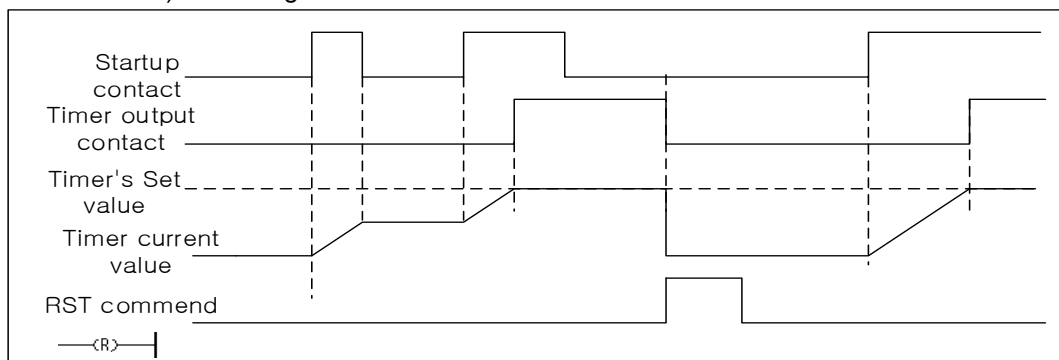 Startup
contact
Timer output
contact
Timer's Set
value
Timer current
value
RST commend
(R)